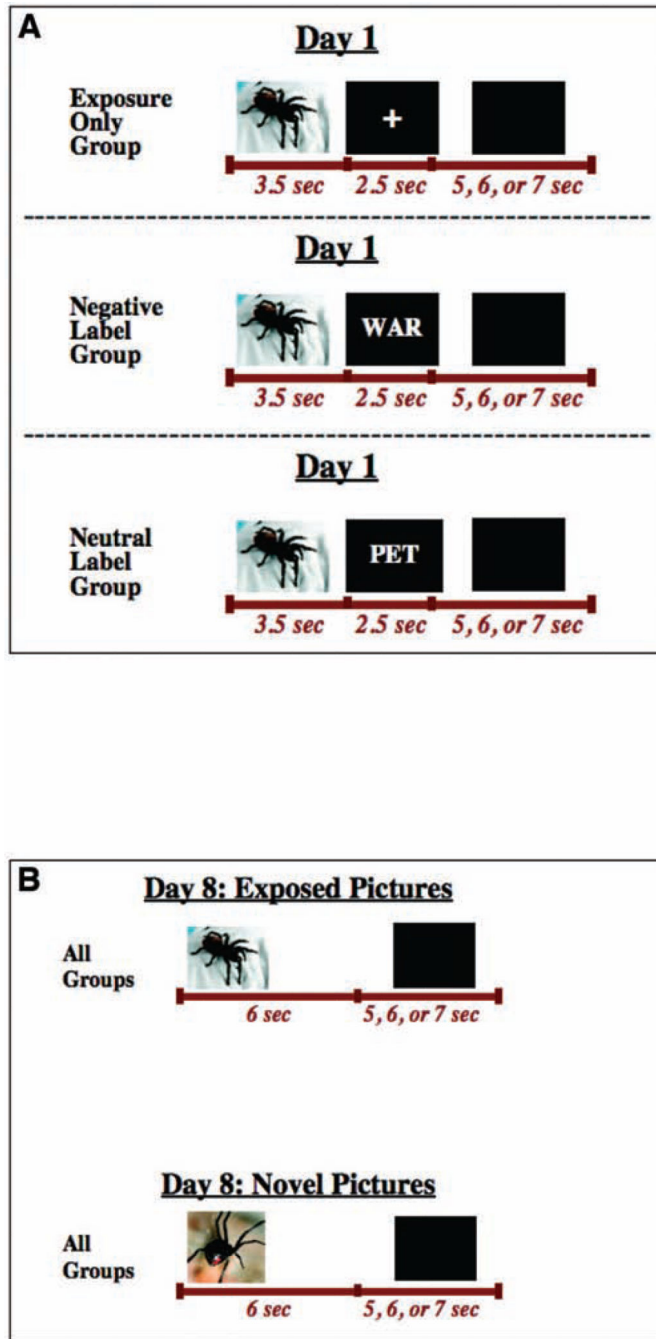 A
Day 1
Exposure
Only
Group
+
3.5 sec 2.5 sec 5, 6, or 7 sec
Day 1
Negative
Label
Group
WAR
3.5 sec 2.5 sec 5, 6, or 7 sec
Day 1
Neutral
Label
Group
PET
3.5 sec 2.5 sec 5, 6, or 7 sec
B
Day 8: Exposed Pictures
All
Groups
6 sec 5, 6, or 7 sec
Day 8: Novel Pictures
All
Groups
6 sec 5, 6, or 7 sec